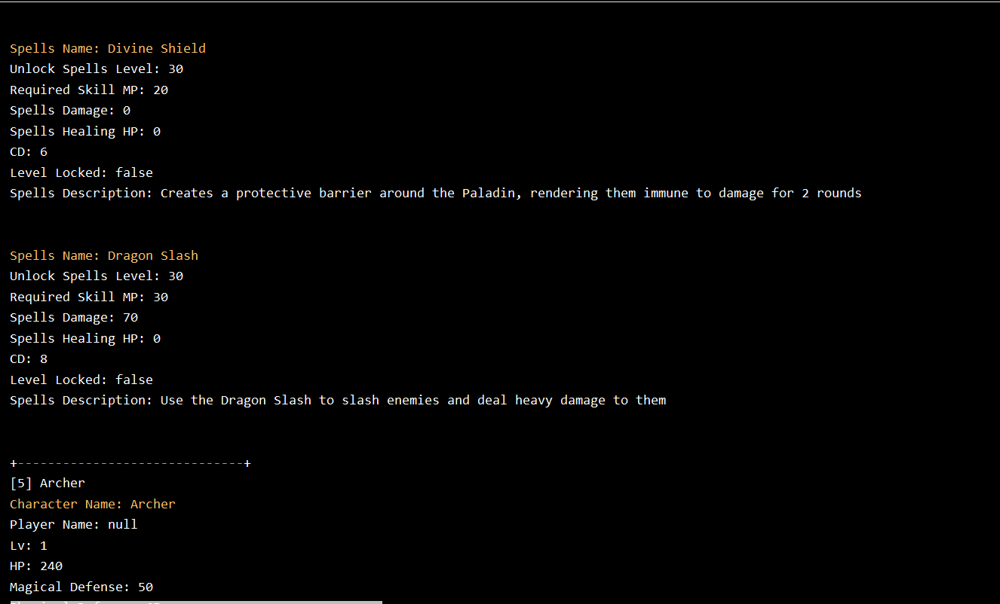 Spells Name: Divine Shield
Unlock Spells Level: 30
Required Skill MP: 20
Spells Damage: 0
Spells Healing HP: 0
CD: 6
Level Locked: false
Spells Description: Creates a protective barrier around the Paladin, rendering them immune to damage for 2 rounds
Spells Name: Dragon Slash
Unlock Spells Level: 30
Required Skill MP: 30
Spells Damage: 70
Spells Healing HP: 0
CD: 8
Level Locked: false
Spells Description: Use the Dragon Slash to slash enemies and deal heavy damage to them
+------------------------------+
[5] Archer
Character Name: Archer
Player Name: null
Lv: 1
HP: 240
Magical Defense: 50